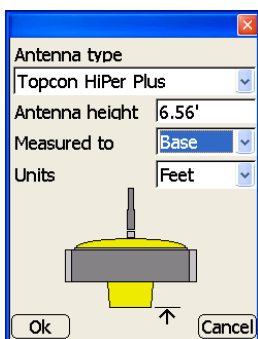 Antenna type
Topcon HiPer Plus
Antenna height 6.56'
Measured to Base
Units Feet
Ok Cancel